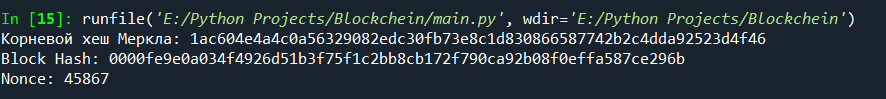 In [15]: runfile('E:/Python Projects/Blockchein/main.py', wdir='E:/Python Projects/Blockchein')
Корневой хеш Меркла: 1ac604e4a4c0a56329082edc30fb73e8c1d830866587742b2c4dda92523d4f46
Block Hash: 0000fe9e0a034f4926d51b3f75f1c2bb8cb172f790ca92b08f0effa587ce296b
Nonce: 45867